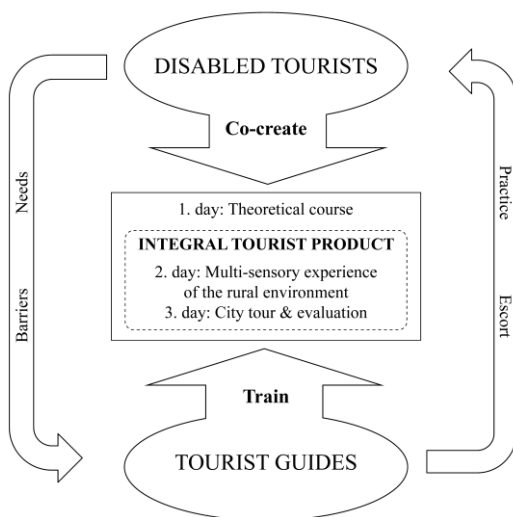 DISABLED TOURISTS
Co-create
Needs
Barriers
1. day: Theoretical course
INTEGRAL TOURIST PRODUCT
2. day: Multi-sensory experience
of the rural environment
3. day: City tour & evaluation
Practice
Escort
Train
TOURIST GUIDES